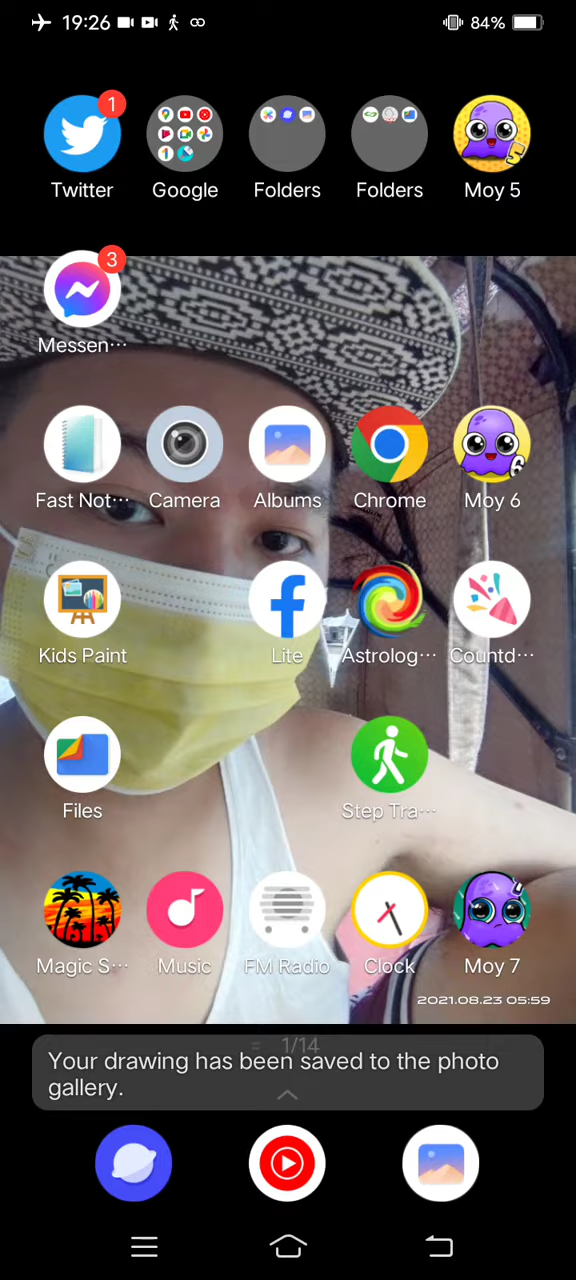 19:26
84%
1
Twitter
Google
Folders
Folders
Moy 5
3
Messen···
Fast Not···
Camera
Albums
Chrome
Moy 6
Kids Paint
Lite
Astrolog···
Countd···
Files
Step Tra···
Magic S···
Music
FM Radio
Clock
Moy 7
2021.08.23 05:59
1/14
Your drawing has been saved to the photo
gallery.